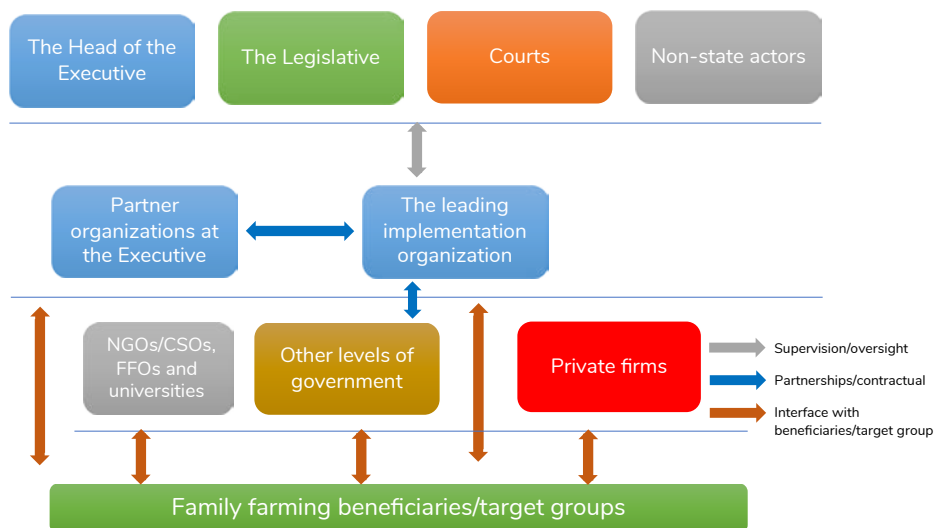 The Head of the
Executive
The Legislative
Courts
Non-state actors
Partner
organizations at
the Executive
The leading
implementation
organization
NGOs/CSOs,
FFOs and
universities
Other levels of
government
Private firms
Supervision/oversight
Partnerships/contractual
Interface with
beneficiaries/target group
Family farming beneficiaries/target groups